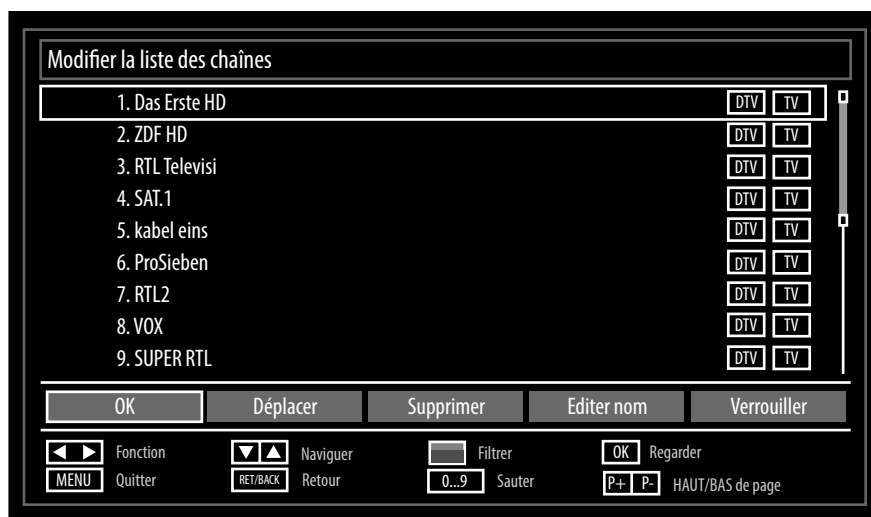 Modifier la liste des chaînes
1. Das Erste HD DTV TV
2. ZDF HD DTV TV
3. RTL Televisi DTV TV
4. SAT.1 DTV TV
5. kabel eins DTV TV
6. ProSieben DTV TV
7. RTL2 DTV TV
8. VOX DTV TV
9. SUPER RTL DTV TV
OK Déplacer Supprimer Editer nom Verrouiller
Fonction Naviguer Filtrer OK Regarder
MENU Quitter RET/BACK Retour 0...9 Sauter P+ P- HAUT/BAS de page